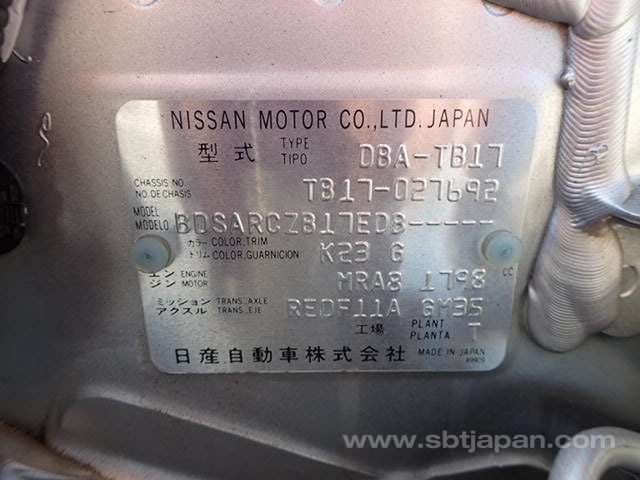 NISSAN MOTOR CO.,LTD. JAPAN
型式 TYPE TIPO DBA-TB17
CHASSIS NO. NO.DE CHASIS TB17-027692
MODEL MODELO BDSARCZB17EDB-----
カラー COLOR,TRIM
トリム COLOR,GUARNICION K23 G
エンジン ENGINE MOTOR MRA8 1798 CC
ミッション TRANS.,AXLE
アクスル TRANS.,EJE RE0F11A GM35
工場 PLANT PLANTA T
日産自動車株式会社 MADE IN JAPAN
www.sbtjapan.com